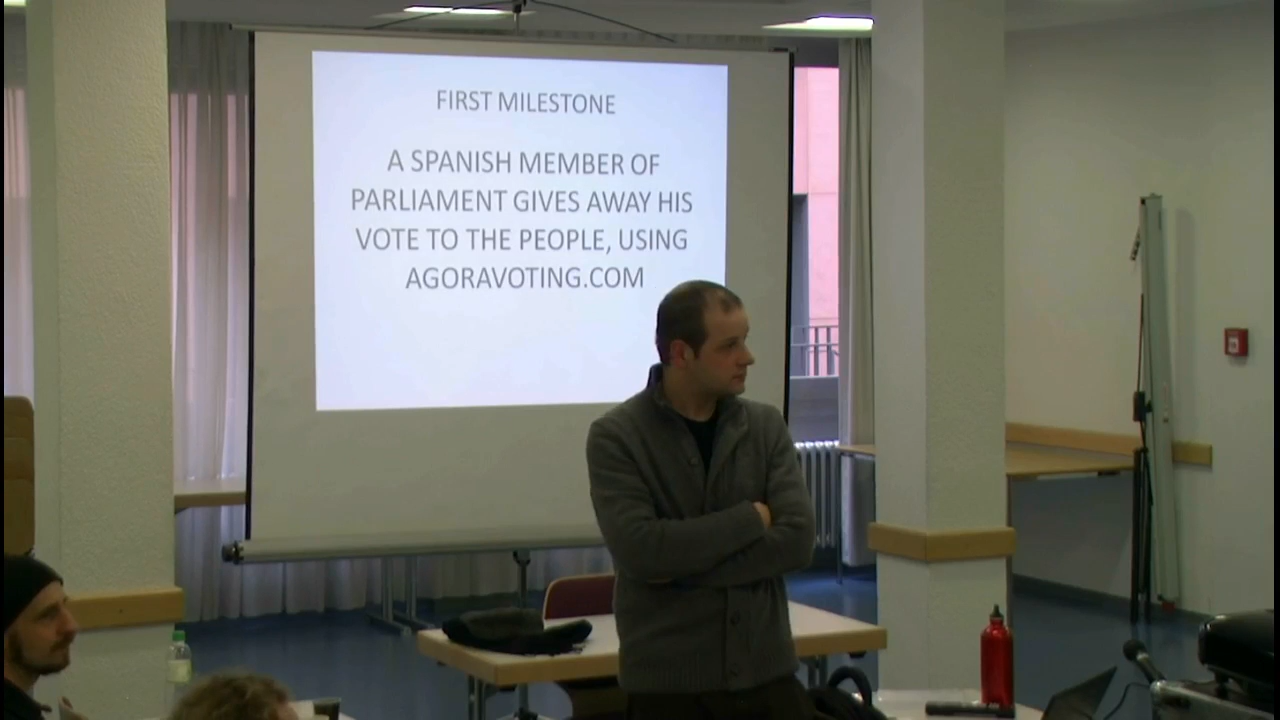 FIRST MILESTONE
A SPANISH MEMBER OF
PARLIAMENT GIVES AWAY HIS
VOTE TO THE PEOPLE, USING
AGORAVOTING.COM